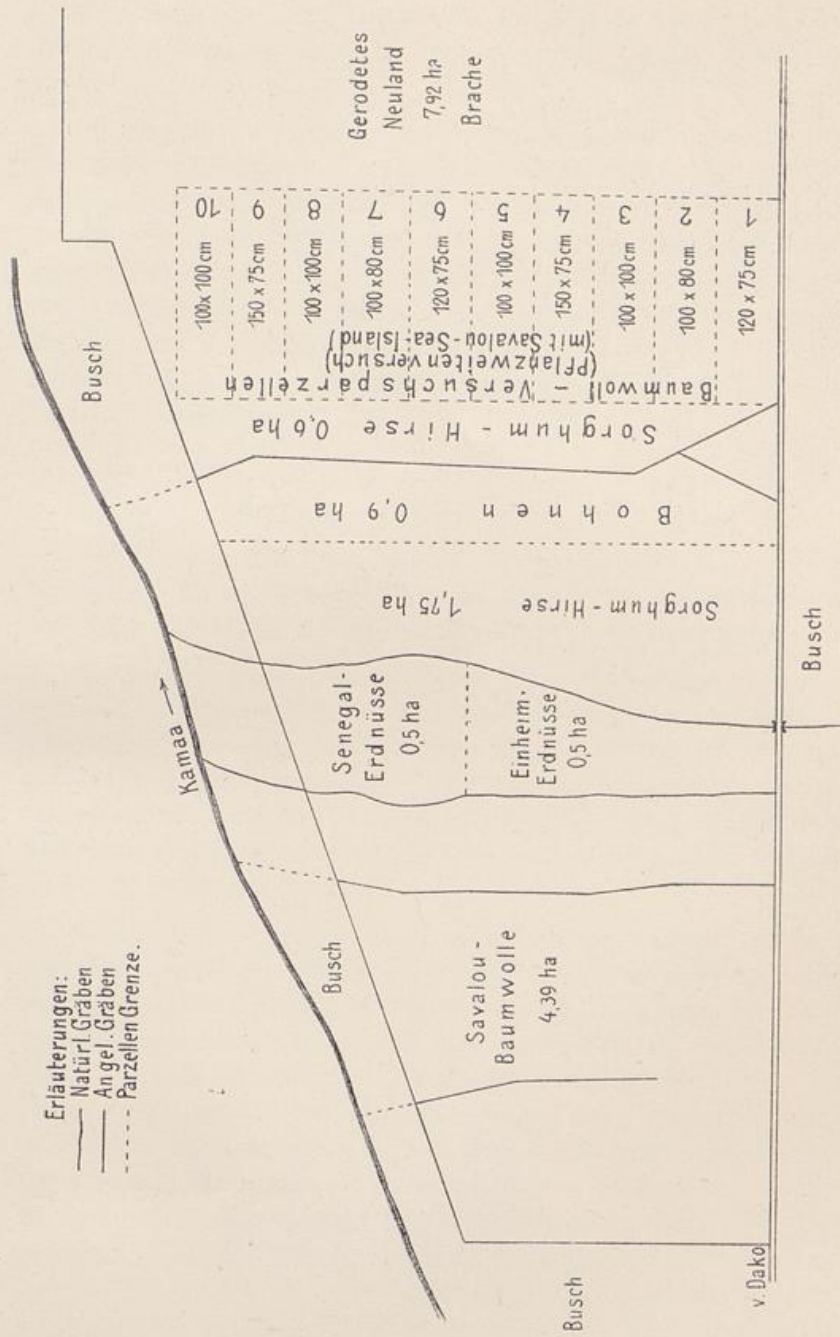 Erläuterungen:
Natürl. Gräben
Angel. Gräben
Parzellen Grenze.
Kamaa
Busch
Busch
Busch
v. Dako
Savalou-
Baumwolle
4,39 ha
Senegal-
Erdnüsse
0,5 ha
Einheim.
Erdnüsse
0,5 ha
Sorghum-Hirse 1,75 ha
Bohnen 0,9 ha
Sorghum-Hirse 0,6 ha
Baumwoll-Versuchsparzellen
(Pflanzweitenversuch)
(mit Savalou-Sea-Island)
100 x 100 cm 10
150 x 75 cm 9
100 x 100 cm 8
100 x 80 cm 7
120 x 75 cm 6
100 x 100 cm 5
150 x 75 cm 4
100 x 100 cm 3
100 x 80 cm 2
120 x 75 cm 1
Gerodetes
Neuland
7,92 ha
Brache
Busch